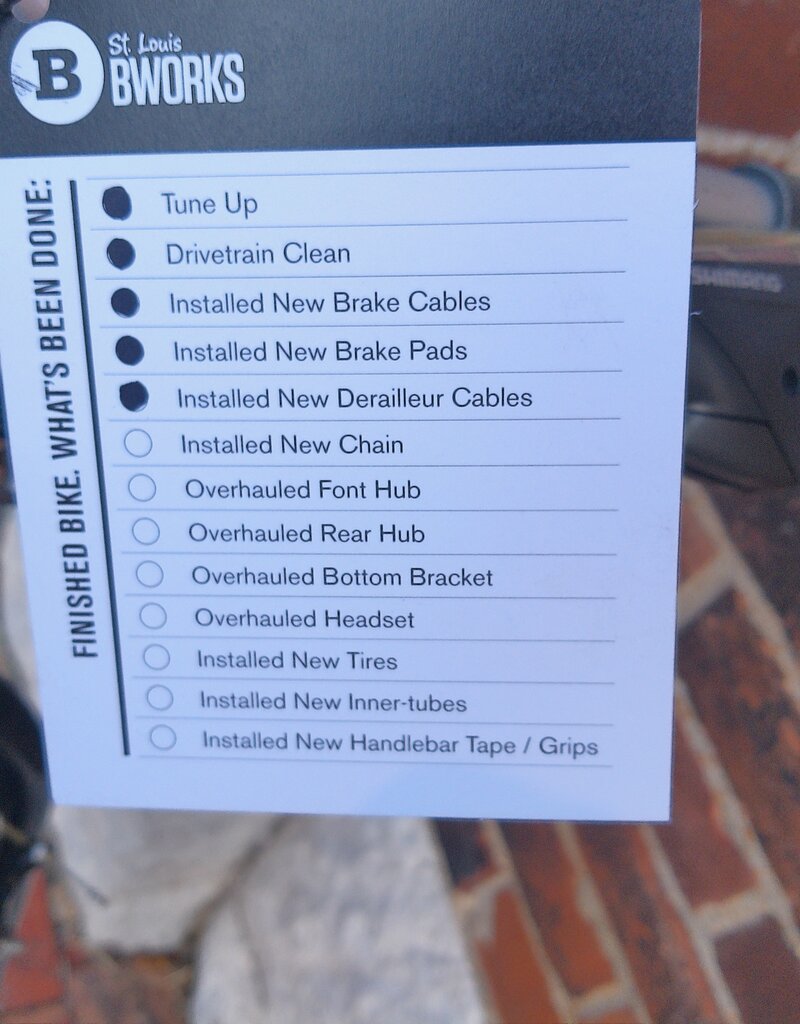 B
St. Louis
BWORKS
FINISHED BIKE. WHAT'S BEEN DONE:
Tune Up
Drivetrain Clean
Installed New Brake Cables
Installed New Brake Pads
Installed New Derailleur Cables
Installed New Chain
Overhauled Font Hub
Overhauled Rear Hub
Overhauled Bottom Bracket
Overhauled Headset
Installed New Tires
Installed New Inner-tubes
Installed New Handlebar Tape / Grips
SHIMANO